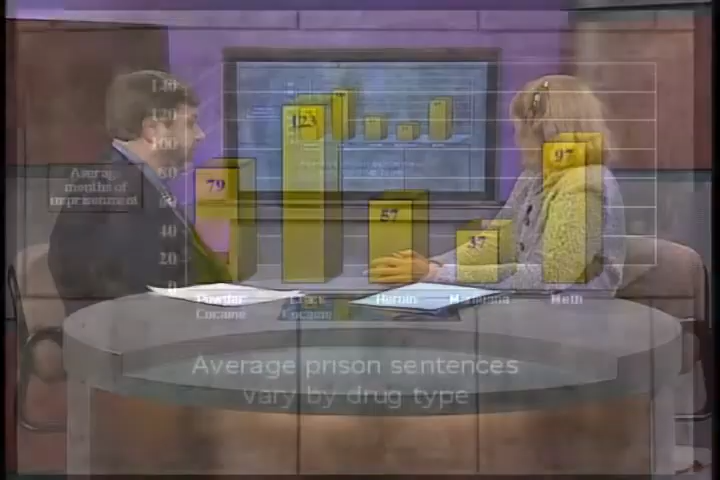 140
120
100
80
40
20
0
Average
months of
imprisonment
79
123
57
37
97
Powder
Cocaine
Crack
Cocaine
Heroin
Marijuana
Meth
Average prison sentences
vary by drug type